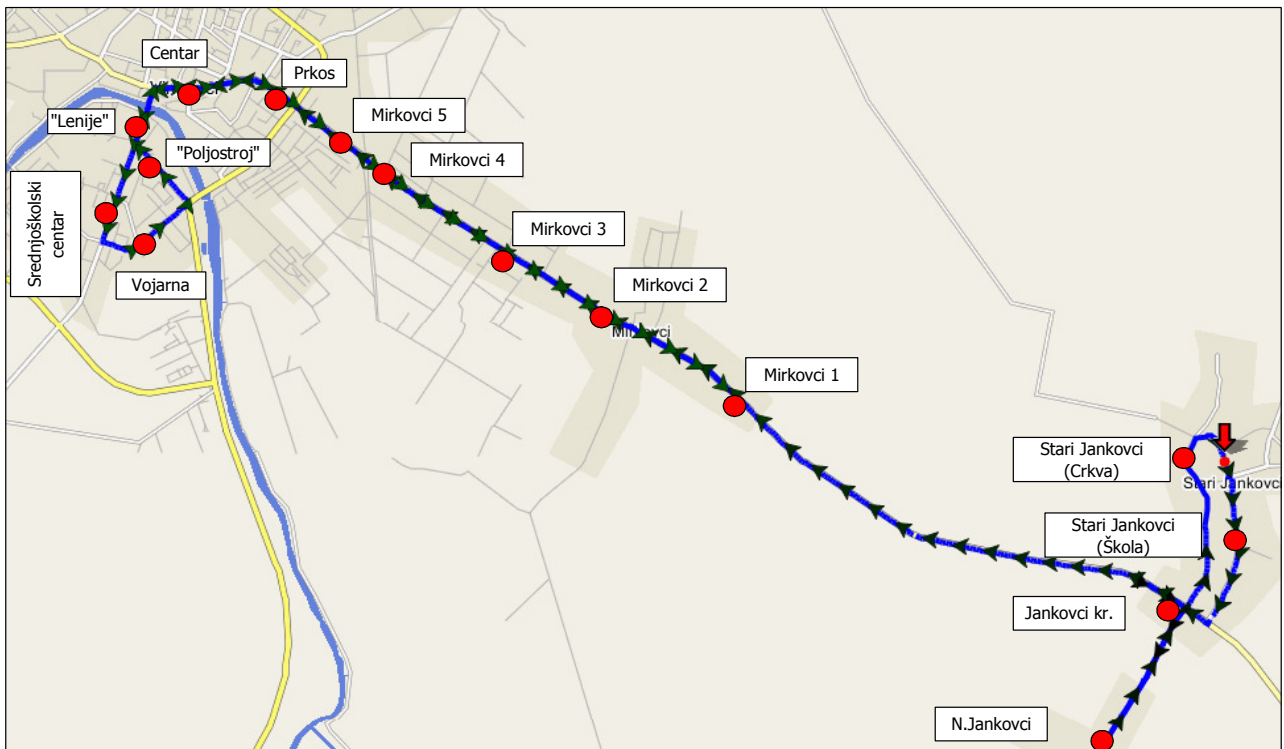 Centar
Prkos
Mirkovci 5
"Lenije"
"Poljostroj"
Mirkovci 4
Srednjoškolski
centar
Mirkovci 3
Vojarna
Mirkovci 2
Mirkovci 1
Stari Jankovci
(Crkva)
Stari Jankovci
Stari Jankovci
(Škola)
Jankovci kr.
N.Jankovci